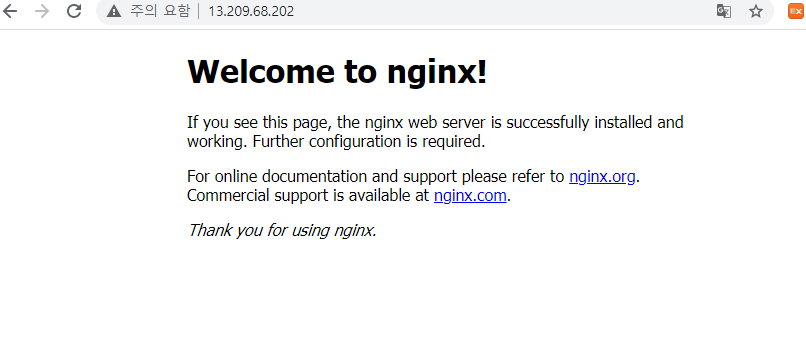 주의 요함 | 13.209.68.202
EX
Welcome to nginx!
If you see this page, the nginx web server is successfully installed and
working. Further configuration is required.
For online documentation and support please refer to nginx.org.
Commercial support is available at nginx.com.
Thank you for using nginx.